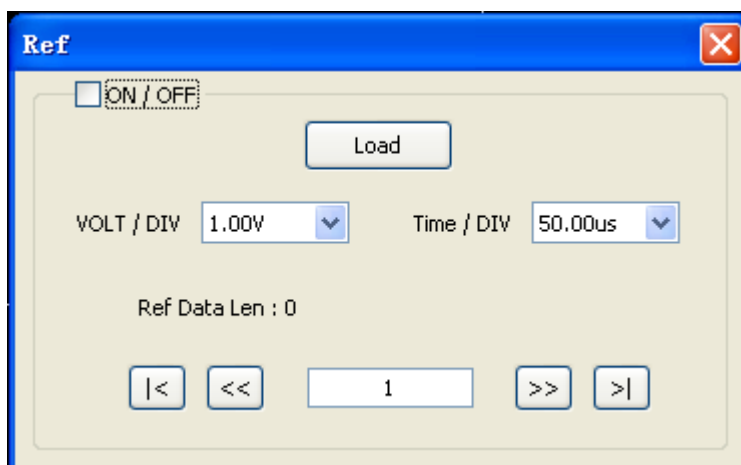 Ref
ON / OFF
Load
VOLT / DIV 1.00V Time / DIV 50.00us
Ref Data Len : 0
|< << 1 >> >|